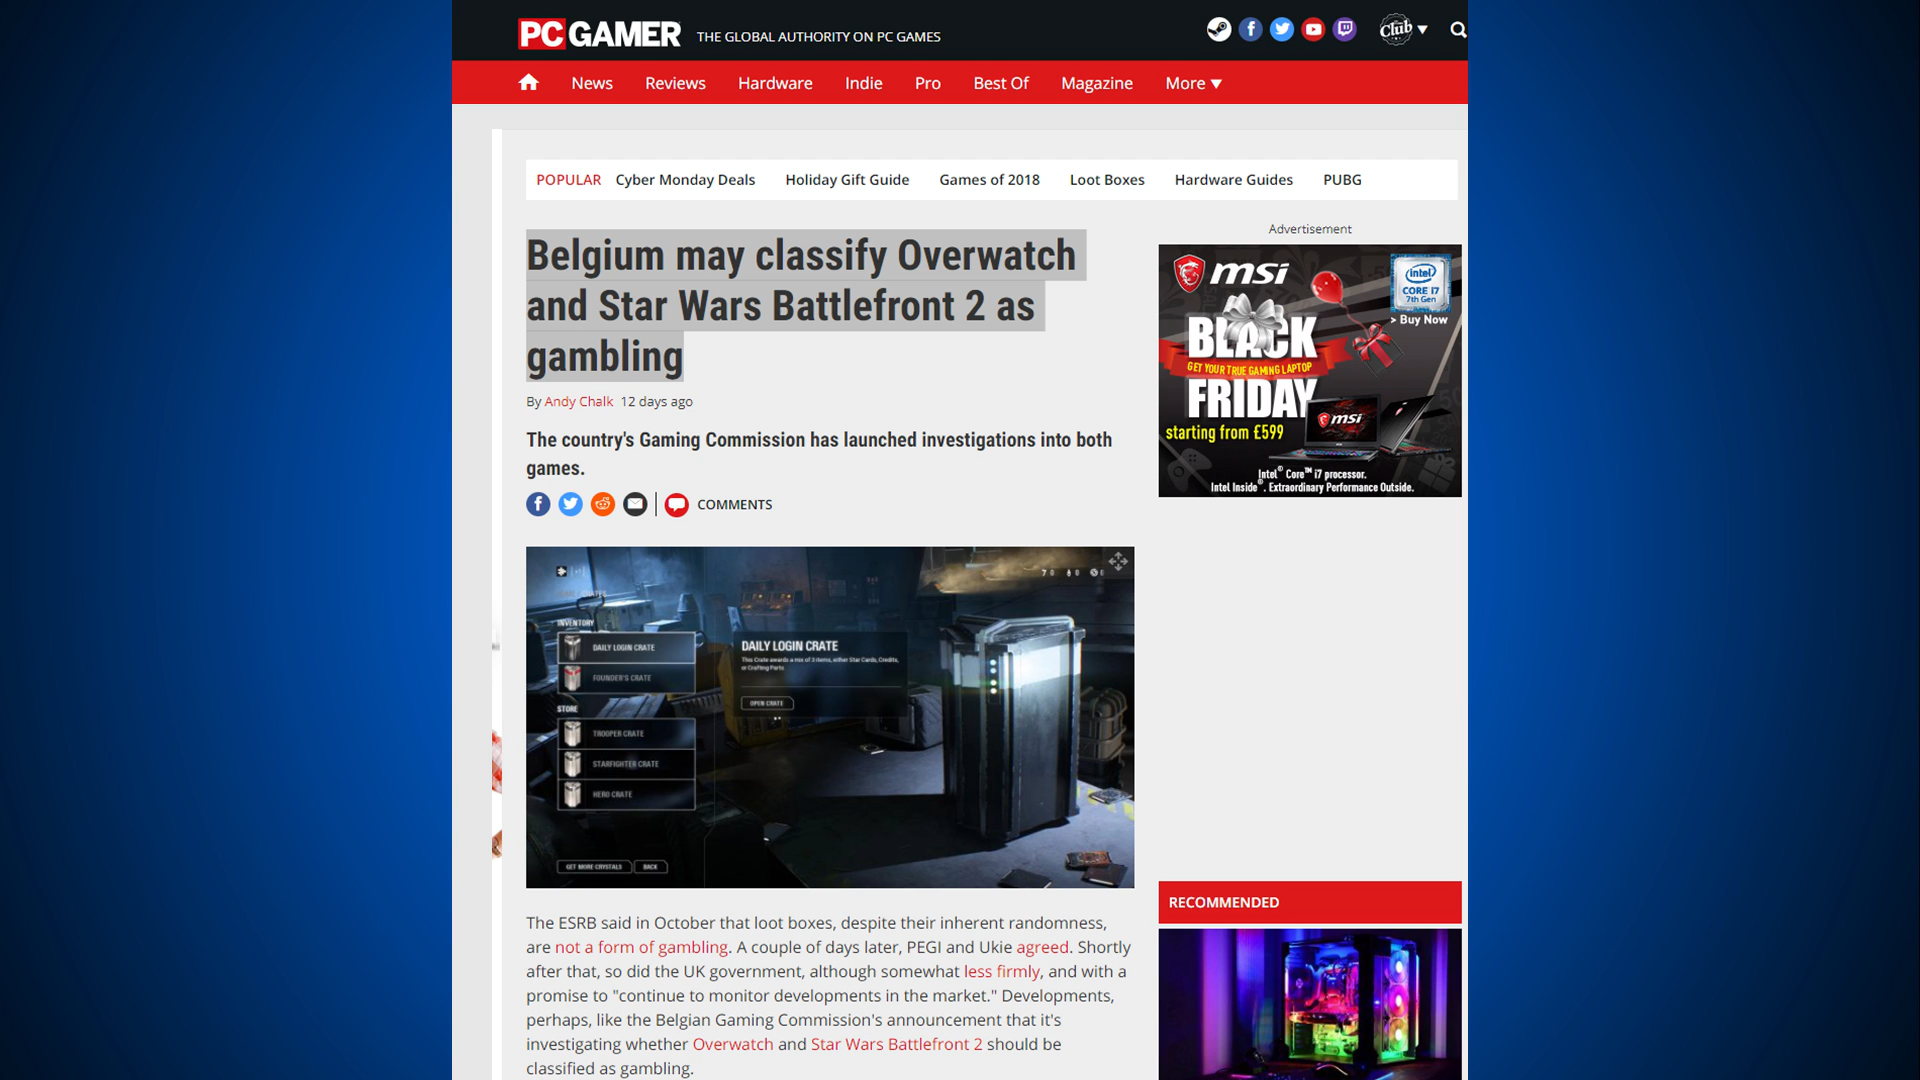 PC GAMER THE GLOBAL AUTHORITY ON PC GAMES
Club
News Reviews Hardware Indie Pro Best Of Magazine More
POPULAR Cyber Monday Deals Holiday Gift Guide Games of 2018 Loot Boxes Hardware Guides PUBG
Belgium may classify Overwatch
and Star Wars Battlefront 2 as
gambling
By Andy Chalk 12 days ago
The country's Gaming Commission has launched investigations into both
games.
COMMENTS
INVENTORY
DAILY LOGIN CRATE
FOUNDER'S CRATE
STORE
TROOPER CRATE
STARFIGHTER CRATE
HERO CRATE
DAILY LOGIN CRATE
This Crate awards a mix of 3 items, either Star Cards, Credits,
or Crafting Parts
OPEN CRATE
GET MORE CRYSTALS BACK
The ESRB said in October that loot boxes, despite their inherent randomness,
are not a form of gambling. A couple of days later, PEGI and Ukie agreed. Shortly
after that, so did the UK government, although somewhat less firmly, and with a
promise to "continue to monitor developments in the market." Developments,
perhaps, like the Belgian Gaming Commission's announcement that it's
investigating whether Overwatch and Star Wars Battlefront 2 should be
classified as gambling.
Advertisement
msi
intel
CORE i7
7th Gen
> Buy Now
BLACK
GET YOUR TRUE GAMING LAPTOP
FRIDAY
msi
starting from £599
Intel® Core™ i7 processor.
Intel Inside®. Extraordinary Performance Outside.
RECOMMENDED